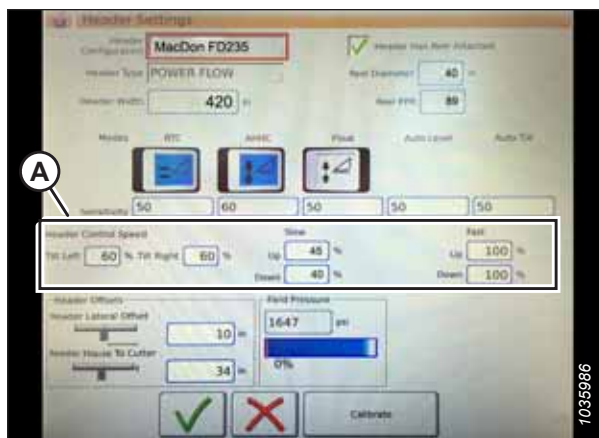 Header Settings
Header Configuration MacDon FD235 Header Has Reel Attached
Header Type POWER FLOW Reel Diameter 40 in
Header Width 420 in Reel PPR 89
Modes RTC AHHC Float Auto Level Auto Tilt
Sensitivity 50 60 50 50 50
A
Header Control Speed Slow Fast
Tilt Left 60 % Tilt Right 60 % Up 45 % Up 100 %
Down 40 % Down 100 %
Header Offsets Field Pressure
Header Lateral Offset 10 in 1647 psi
Feeder House To Cutter 34 in 0%
Calibrate
1035986